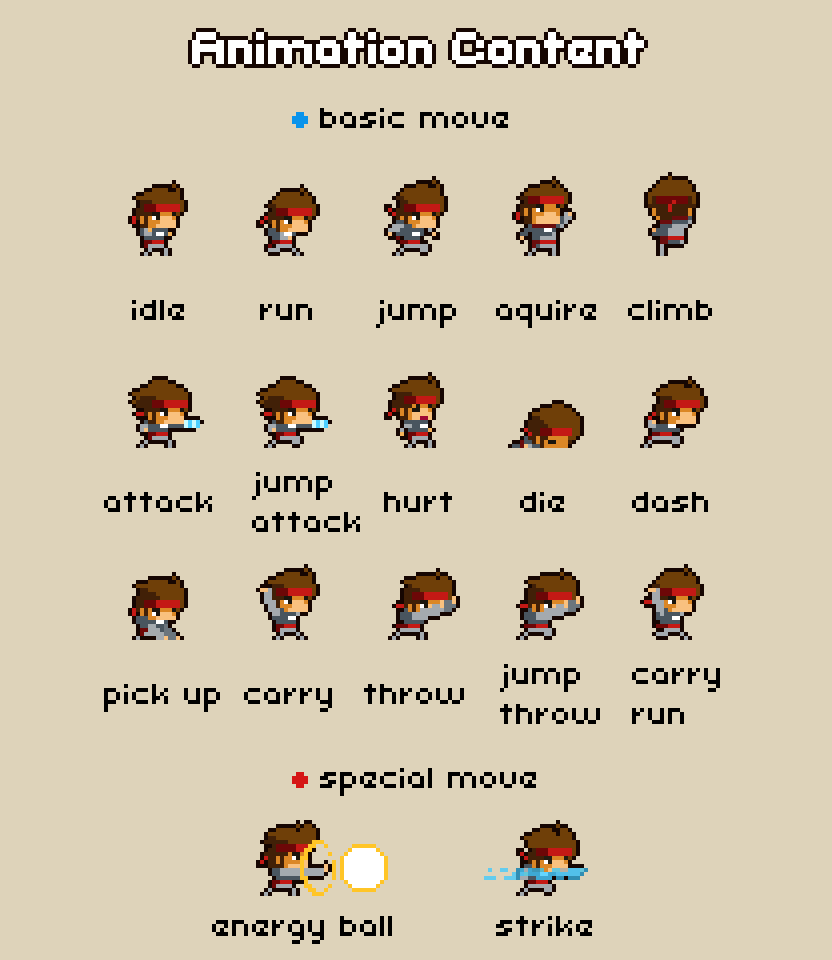 Animation Content
basic move
idle run jump aquire climb
attack jump attack hurt die dash
pick up carry throw jump throw carry run
special move
energy ball strike